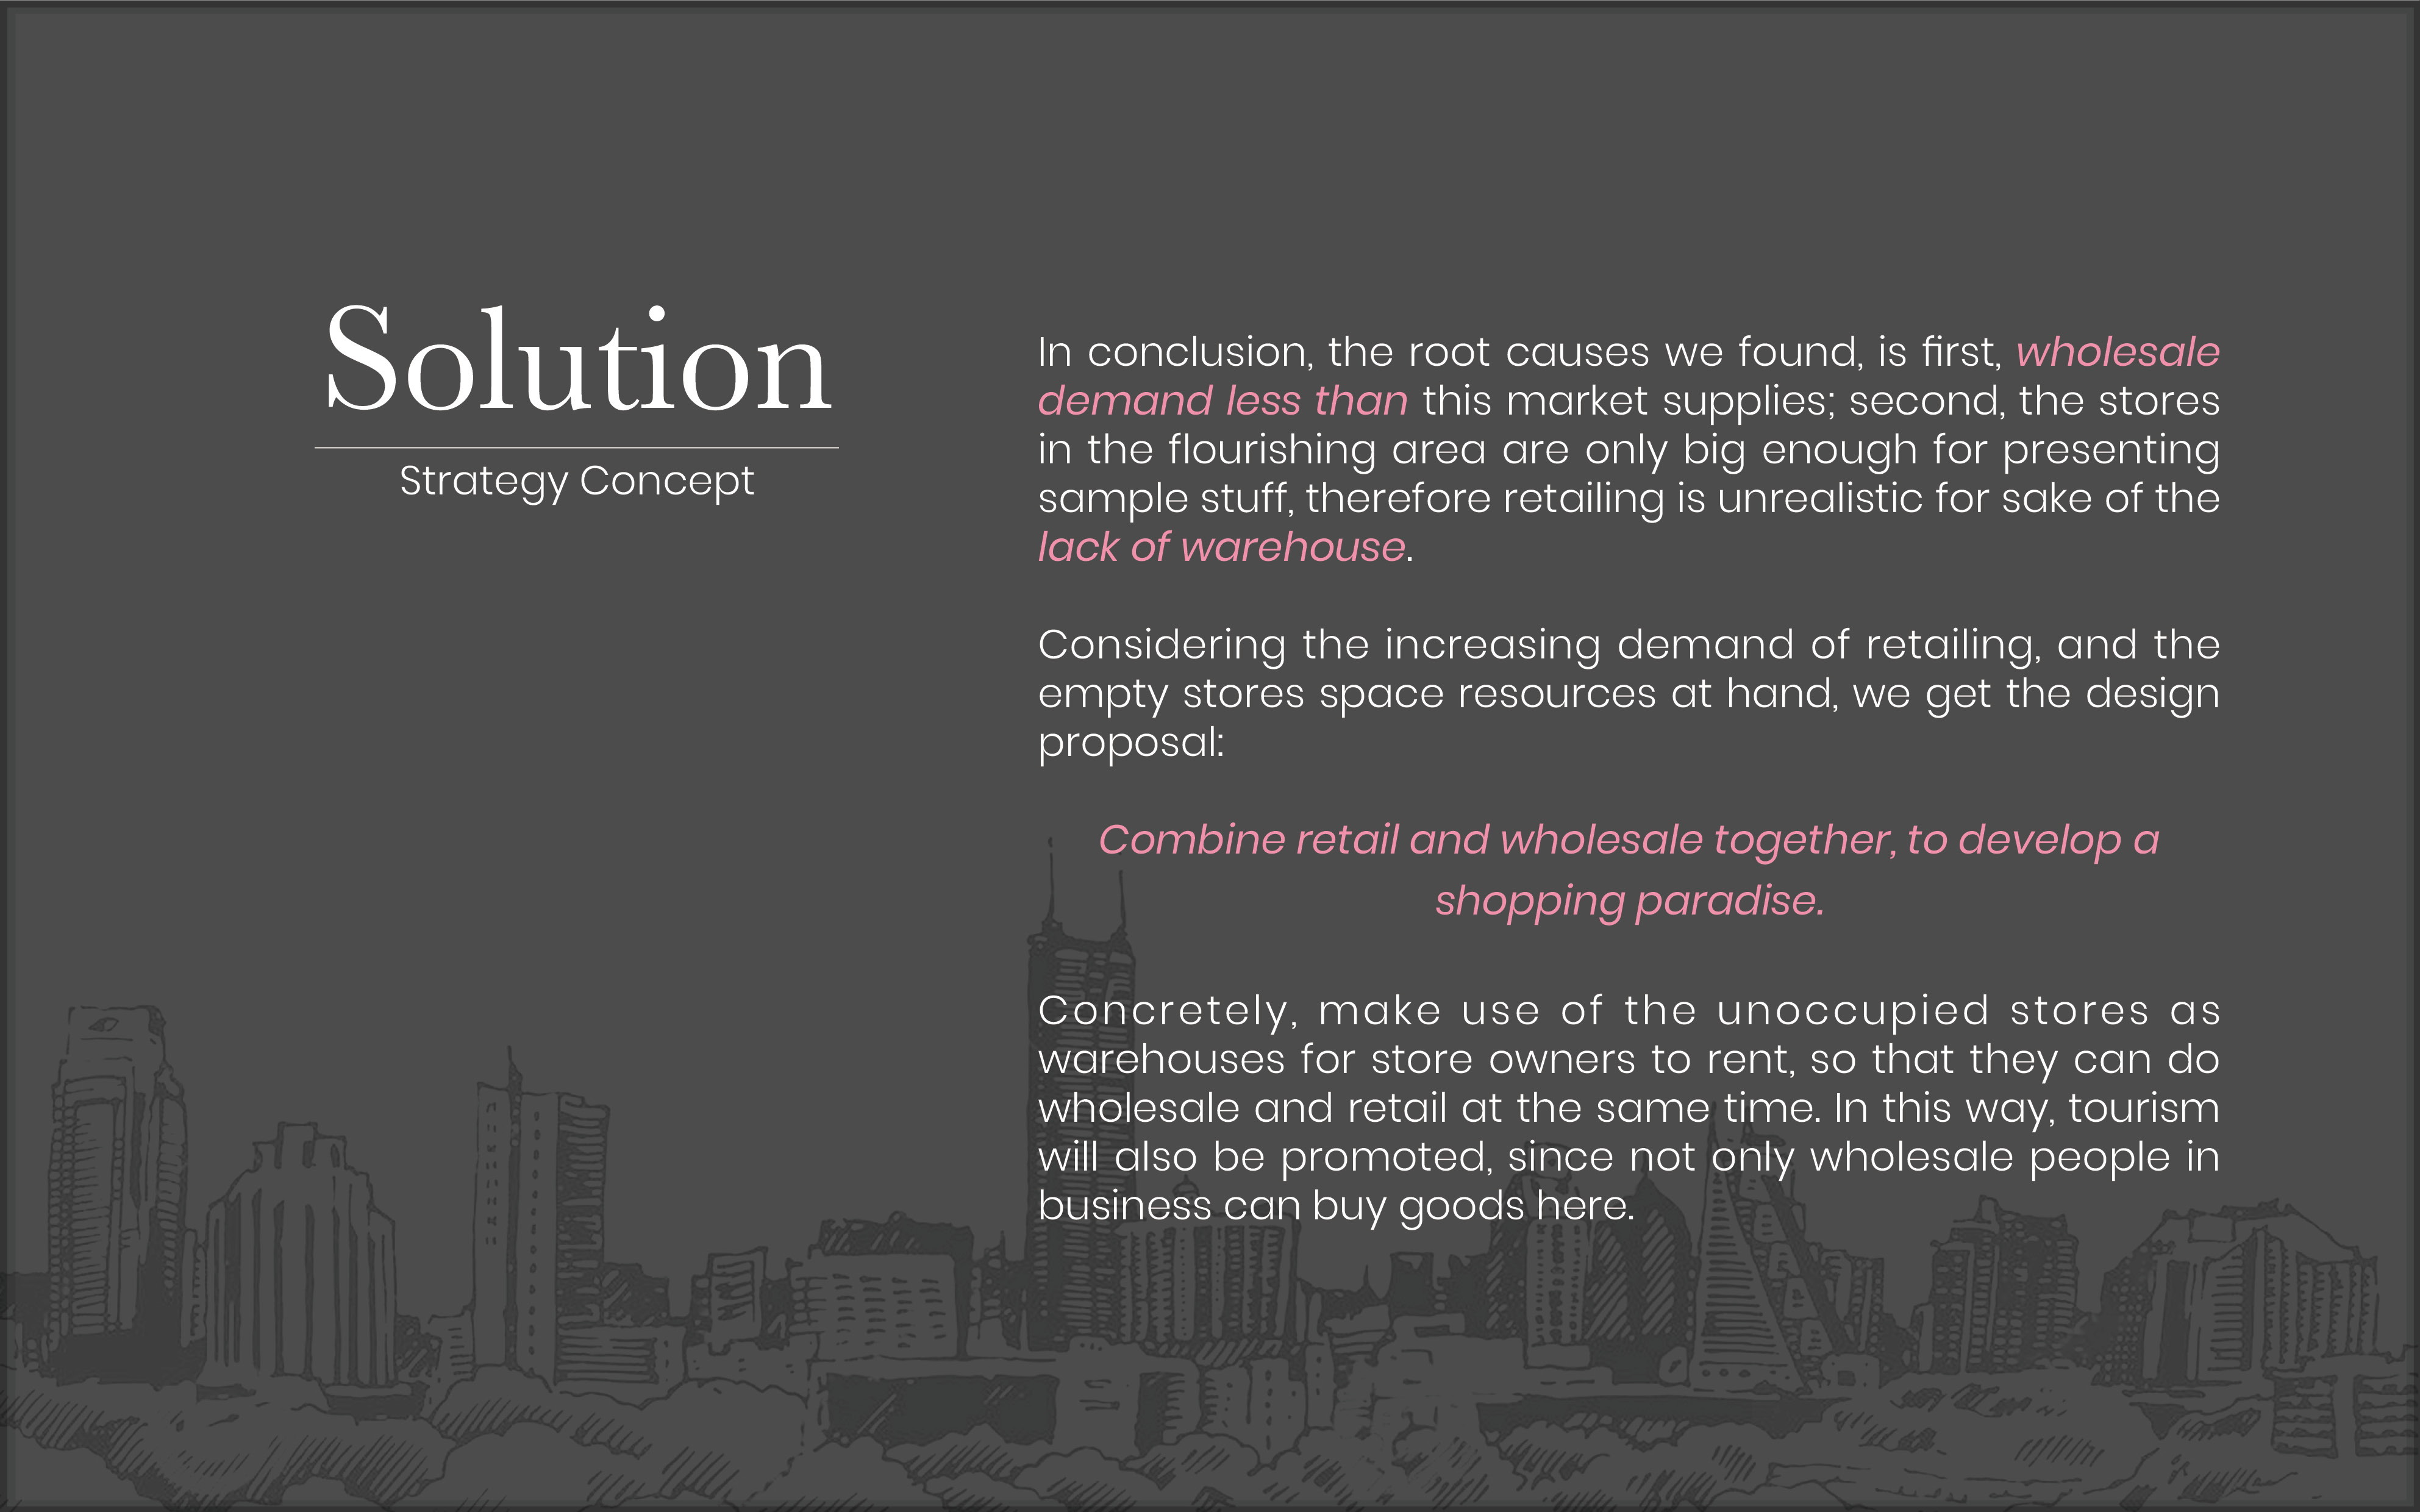 Solution
Strategy Concept
In conclusion, the root causes we found, is first, wholesale
demand less than this market supplies; second, the stores
in the flourishing area are only big enough for presenting
sample stuff, therefore retailing is unrealistic for sake of the
lack of warehouse.
Considering the increasing demand of retailing, and the
empty stores space resources at hand, we get the design
proposal:
Combine retail and wholesale together, to develop a
shopping paradise.
Concretely, make use of the unoccupied stores as
warehouses for store owners to rent, so that they can do
wholesale and retail at the same time. In this way, tourism
will also be promoted, since not only wholesale people in
business can buy goods here.